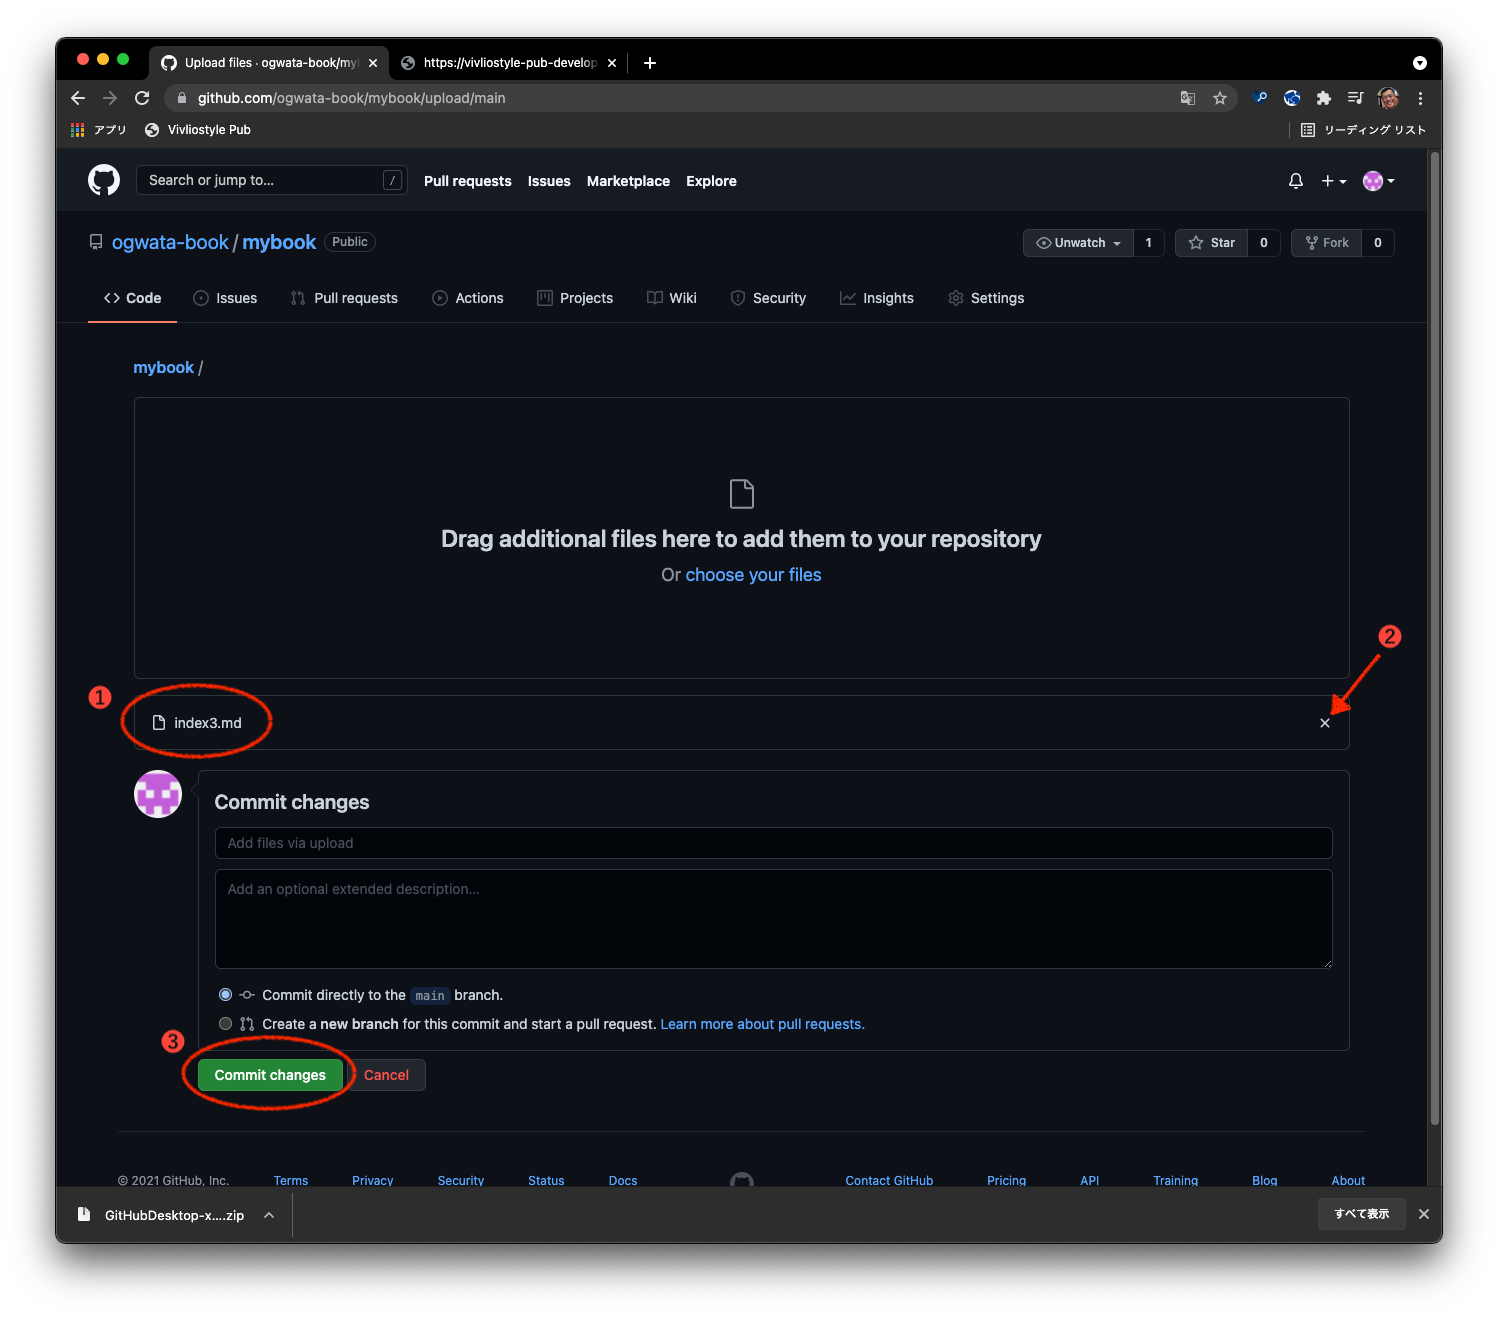 Upload files · ogwata-book/my
https://vivliostyle-pub-develop
github.com/ogwata-book/mybook/upload/main
アプリ
Vivliostyle Pub
リーディング リスト
Search or jump to...
/
Pull requests
Issues
Marketplace
Explore
ogwata-book / mybook
Public
Unwatch
1
Star
0
Fork
0
Code
Issues
Pull requests
Actions
Projects
Wiki
Security
Insights
Settings
mybook /
Drag additional files here to add them to your repository
Or choose your files
2
1
index3.md
Commit changes
Add files via upload
Add an optional extended description...
Commit directly to the main branch.
Create a new branch for this commit and start a pull request. Learn more about pull requests.
3
Commit changes
Cancel
© 2021 GitHub, Inc.
Terms
Privacy
Security
Status
Docs
Contact GitHub
Pricing
API
Training
Blog
About
GitHubDesktop-x....zip
すべて表示